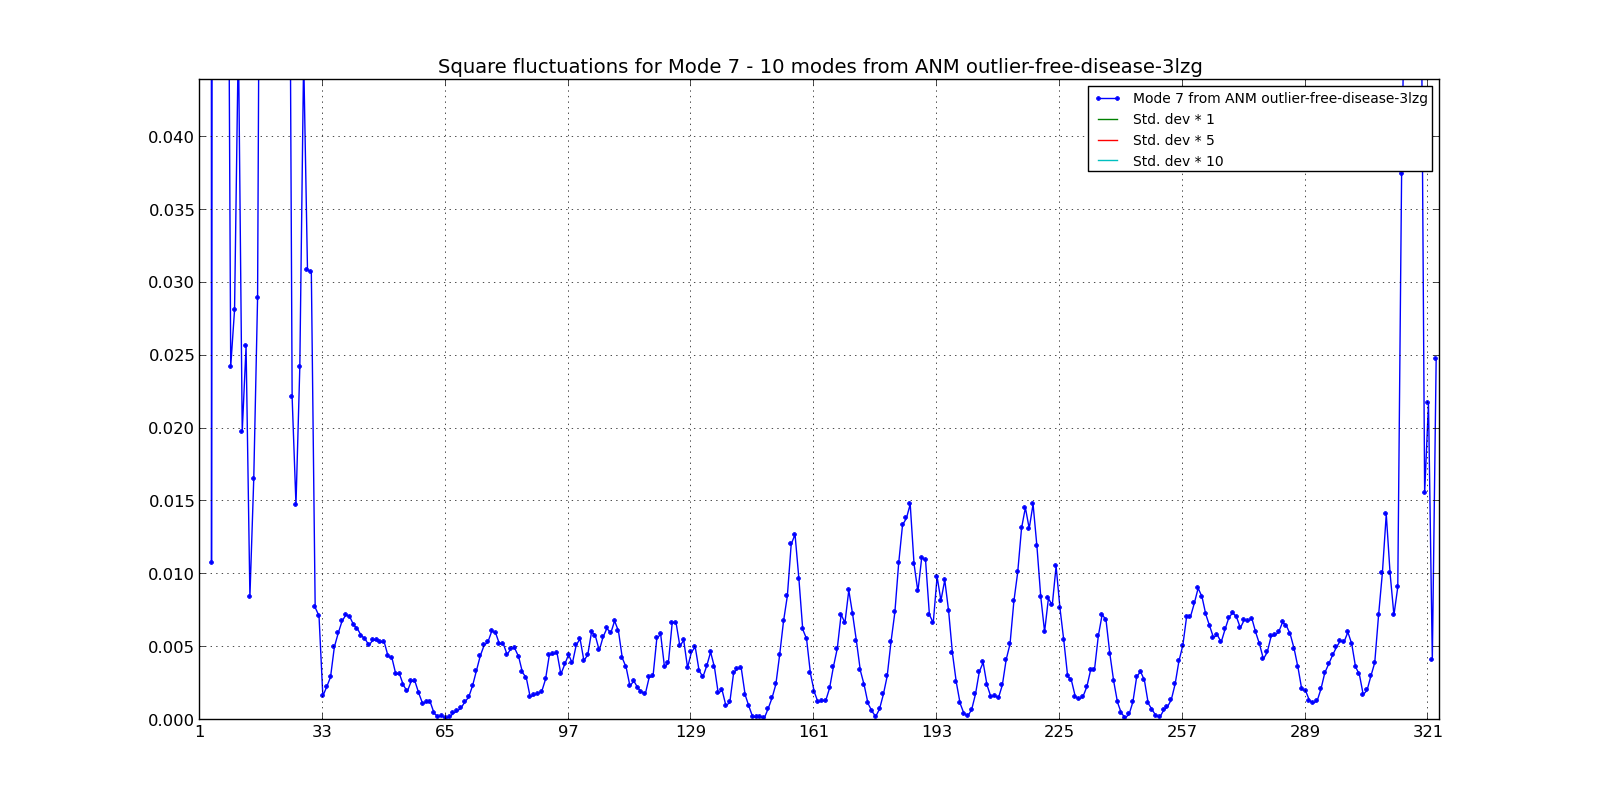 Square fluctuations for Mode 7 - 10 modes from ANM outlier-free-disease-3lzg
Mode 7 from ANM outlier-free-disease-3lzg
Std. dev * 1
Std. dev * 5
Std. dev * 10
0.040
0.035
0.030
0.025
0.020
0.015
0.010
0.005
0.000
1 33 65 97 129 161 193 225 257 289 321